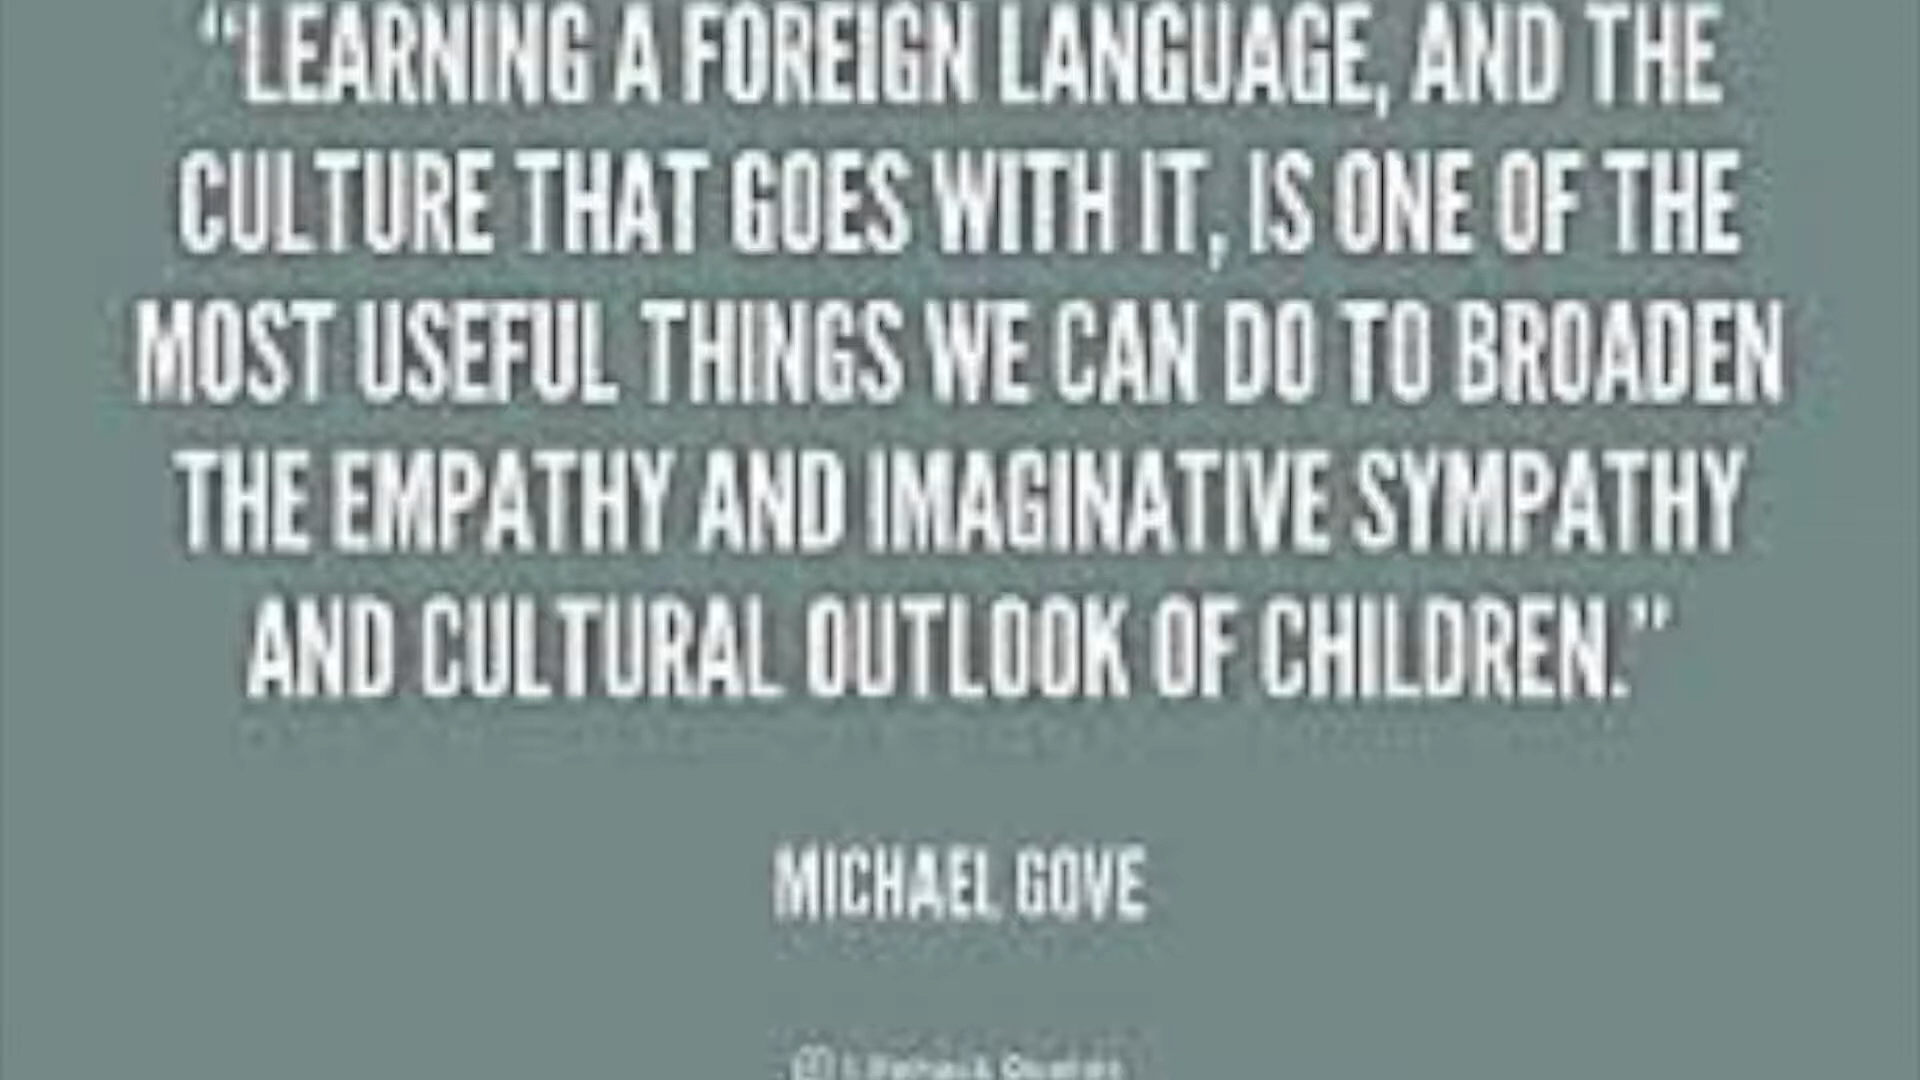 “LEARNING A FOREIGN LANGUAGE, AND THE
CULTURE THAT GOES WITH IT, IS ONE OF THE
MOST USEFUL THINGS WE CAN DO TO BROADEN
THE EMPATHY AND IMAGINATIVE SYMPATHY
AND CULTURAL OUTLOOK OF CHILDREN.”
MICHAEL GOVE
Quotes